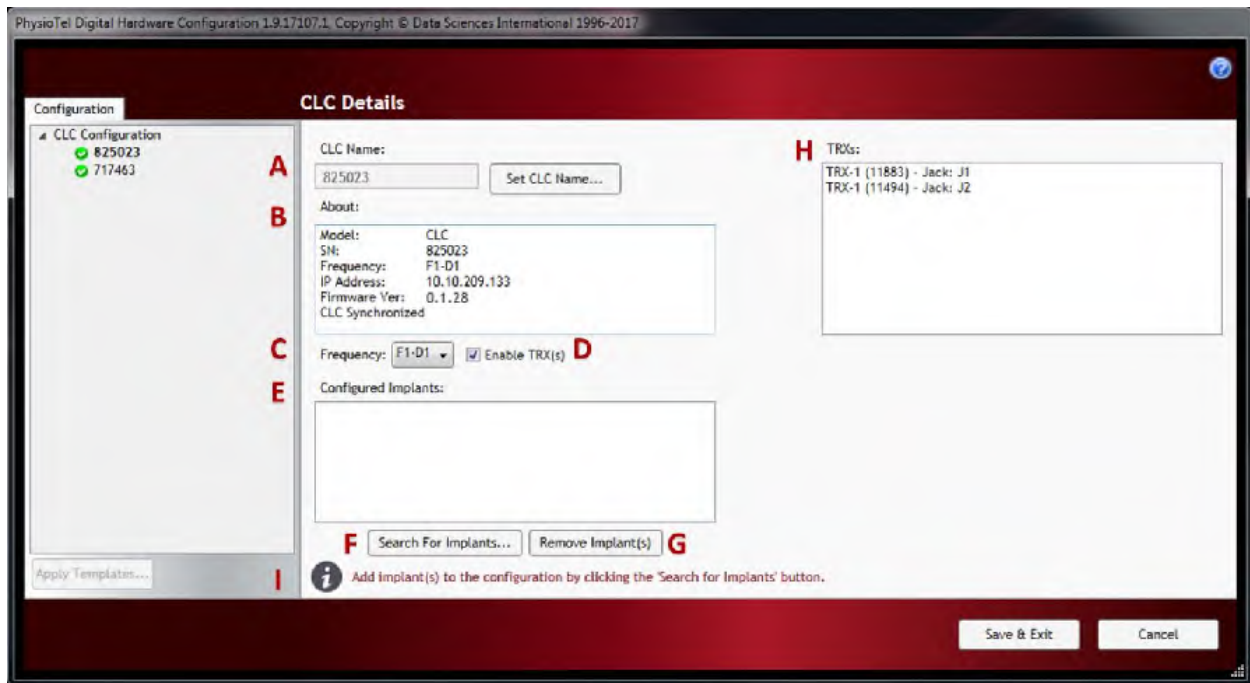 PhysioTel Digital Hardware Configuration 1.9.17107.1, Copyright © Data Sciences International 1996-2017
?
Configuration
CLC Details
CLC Configuration
825023
717463
A
CLC Name:
825023
Set CLC Name...
B
About:
Model: CLC
SN: 825023
Frequency: F1-D1
IP Address: 10.10.209.133
Firmware Ver: 0.1.28
CLC Synchronized
C
Frequency: F1-D1 Enable TRX(s) D
E
Configured Implants:
F Search For Implants... Remove Implant(s) G
H TRXs:
TRX-1 (11883) - Jack: J1
TRX-1 (11494) - Jack: J2
Apply Templates...
I
i Add implant(s) to the configuration by clicking the 'Search for Implants' button.
Save & Exit Cancel